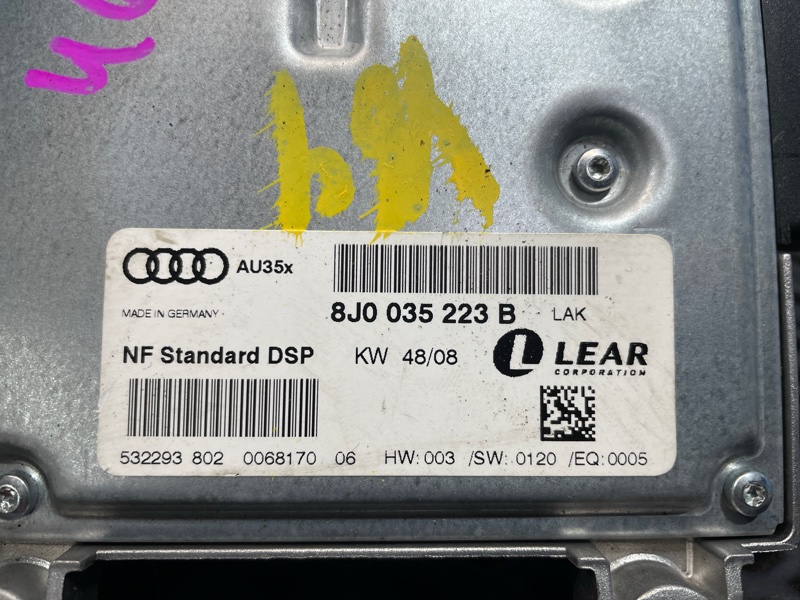 AU35x
MADE IN GERMANY
8J0 035 223 B LAK
NF Standard DSP KW 48/08
LEAR
CORPORATION
532293 802 0068170 06 HW:003 /SW:0120 /EQ:0005